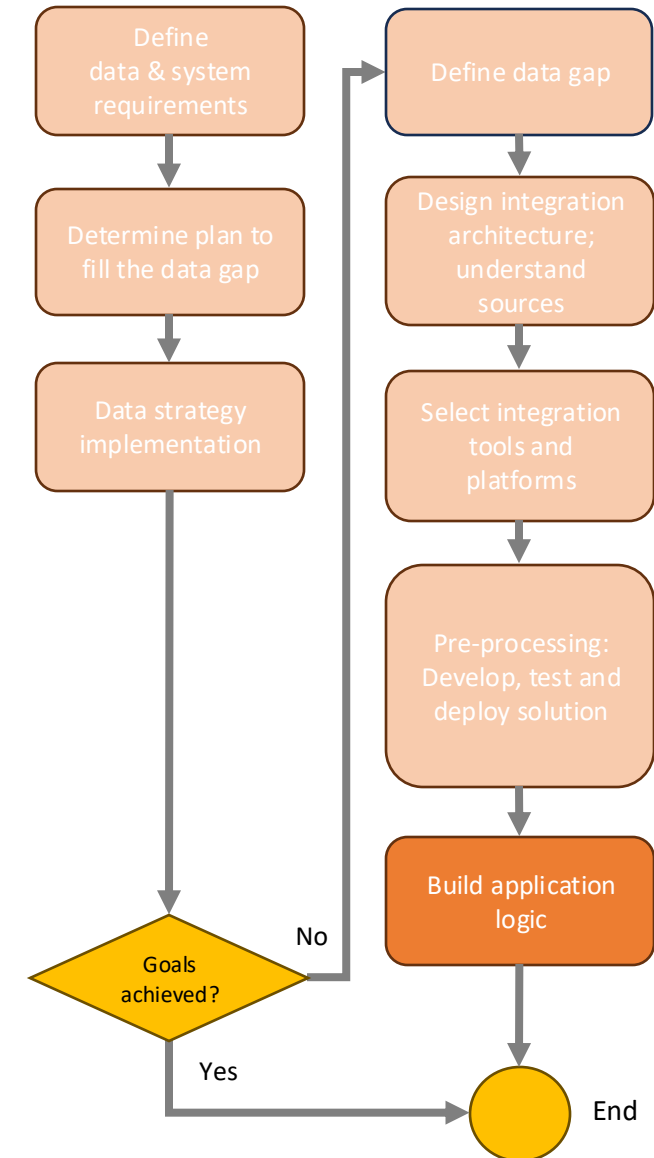 Define
data & system
requirements
Determine plan to
fill the data gap
Data strategy
implementation
Goals
achieved?
No
Yes
Define data gap
Design integration
architecture;
understand
sources
Select integration
tools and
platforms
Pre-processing:
Develop, test and
deploy solution
Build application
logic
End